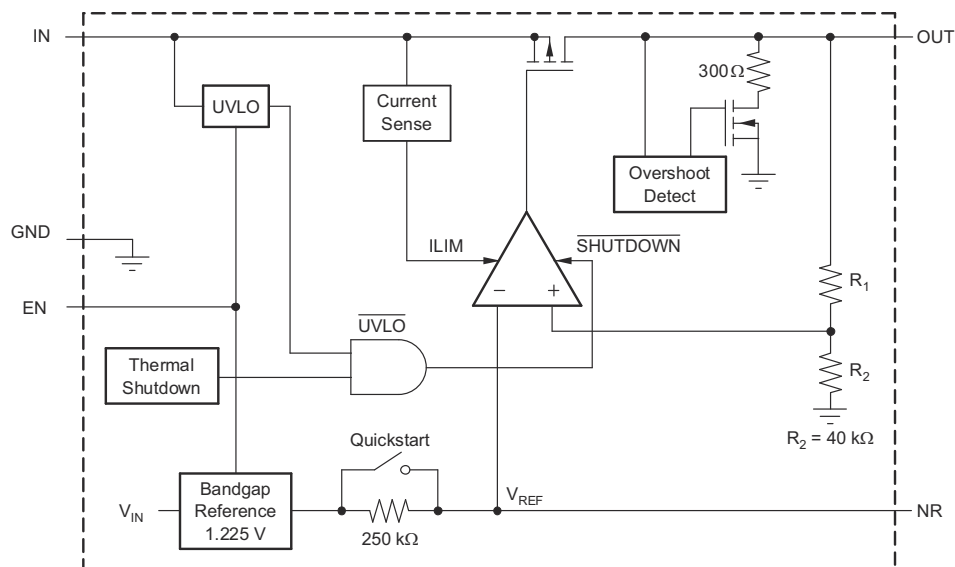 IN
OUT
300Ω
UVLO
Current
Sense
Overshoot
Detect
GND
ILIM
SHUTDOWN
− +
R1
EN
UVLO
Thermal
Shutdown
R2
R2 = 40 kΩ
Quickstart
VIN
Bandgap
Reference
1.225 V
250 kΩ
VREF
NR